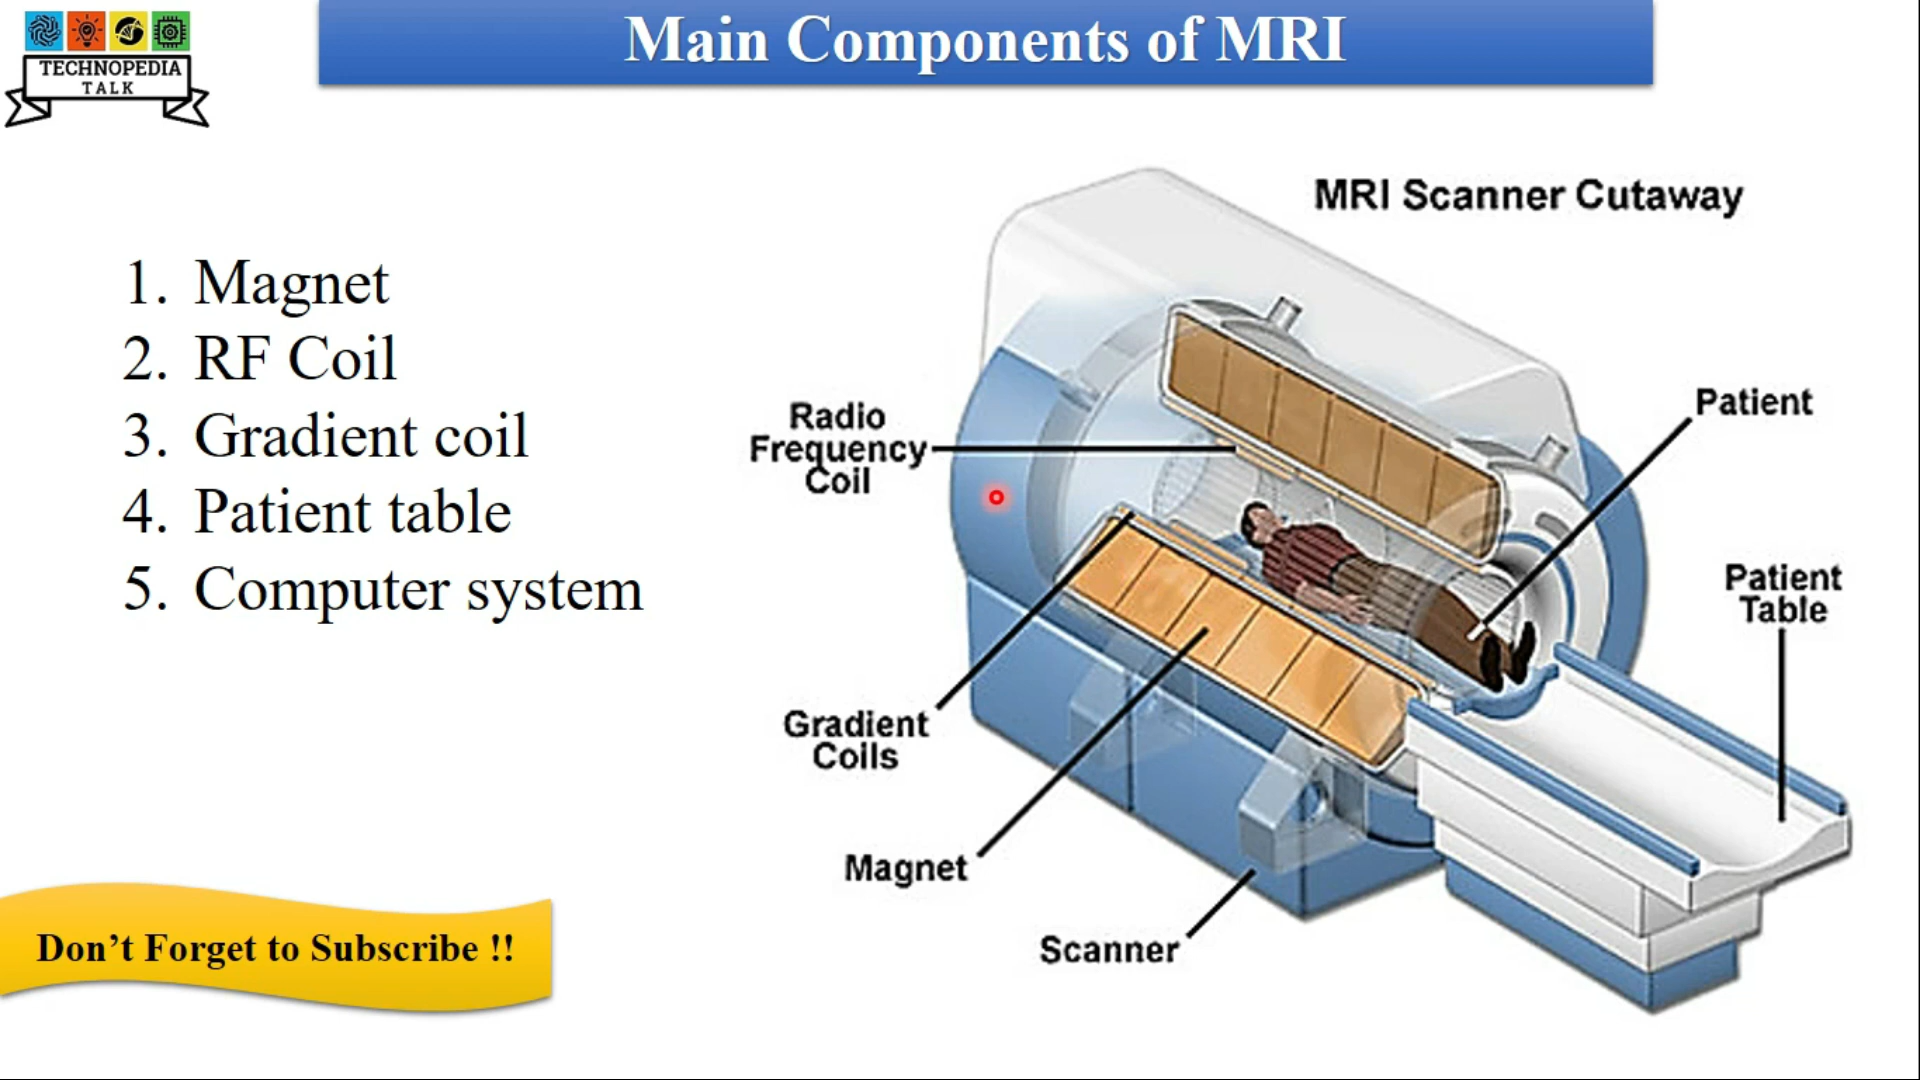 TECHNOPEDIA
TALK
Main Components of MRI
1. Magnet
2. RF Coil
3. Gradient coil
4. Patient table
5. Computer system
MRI Scanner Cutaway
Radio
Frequency
Coil
Patient
Patient
Table
Gradient
Coils
Magnet
Scanner
Don’t Forget to Subscribe !!